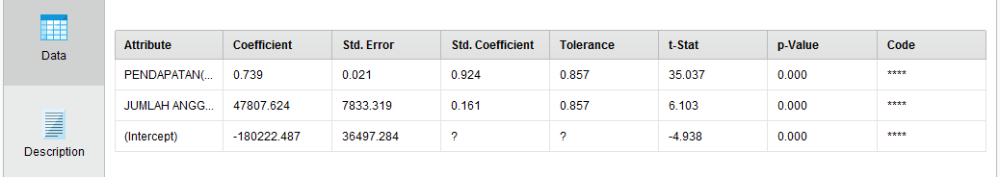 Data
Description
Attribute Coefficient Std. Error Std. Coefficient Tolerance t-Stat p-Value Code
PENDAPATAN(... 0.739 0.021 0.924 0.857 35.037 0.000 ****
JUMLAH ANGG... 47807.624 7833.319 0.161 0.857 6.103 0.000 ****
(Intercept) -180222.487 36497.284 ? ? -4.938 0.000 ****